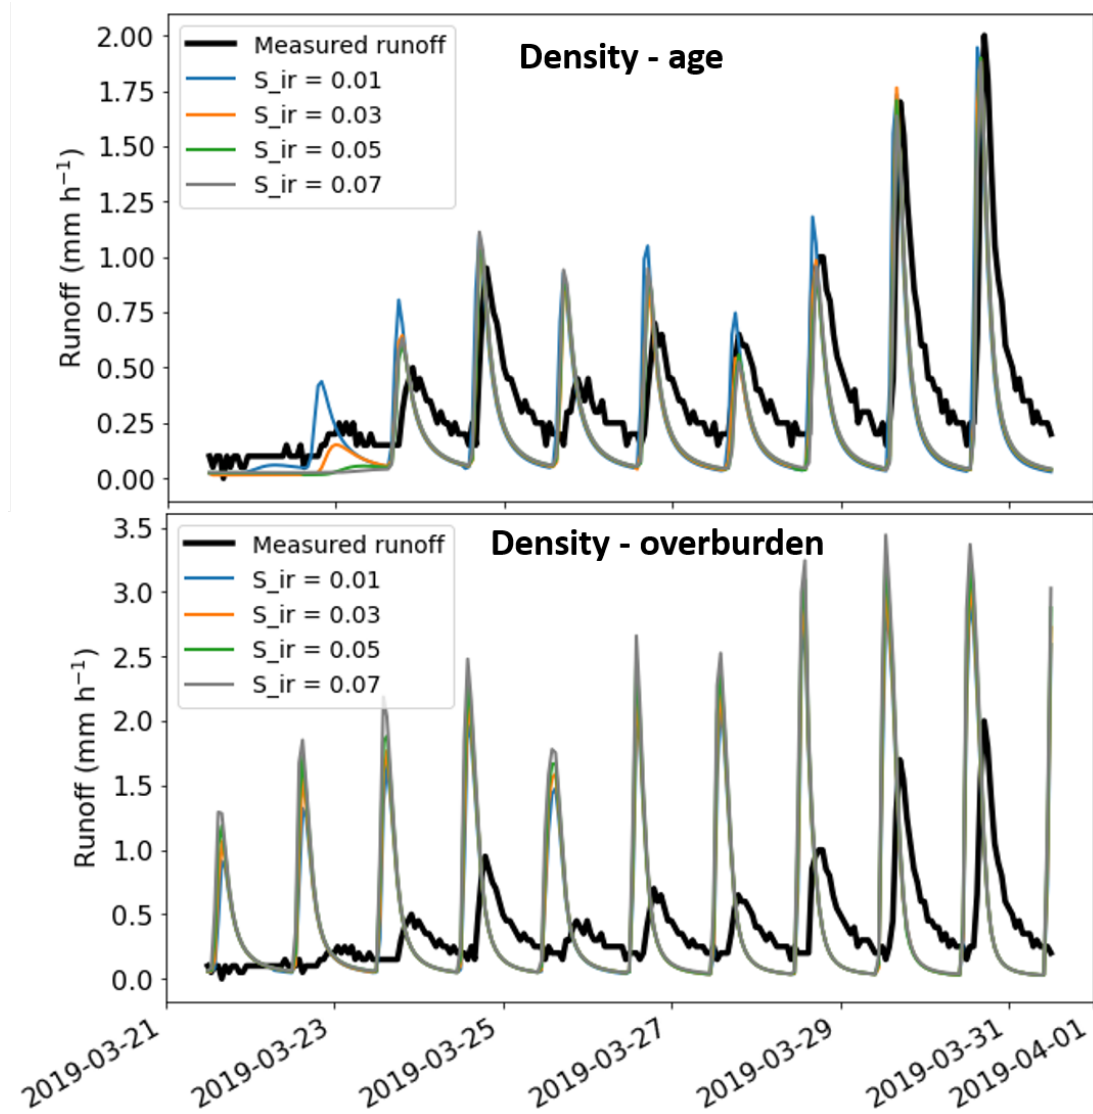 Density - age
Measured runoff
S_ir = 0.01
S_ir = 0.03
S_ir = 0.05
S_ir = 0.07
Runoff (mm h⁻¹)
2.00
1.75
1.50
1.25
1.00
0.75
0.50
0.25
0.00
Density - overburden
Measured runoff
S_ir = 0.01
S_ir = 0.03
S_ir = 0.05
S_ir = 0.07
Runoff (mm h⁻¹)
3.5
3.0
2.5
2.0
1.5
1.0
0.5
0.0
2019-03-21
2019-03-23
2019-03-25
2019-03-27
2019-03-29
2019-03-31
2019-04-01